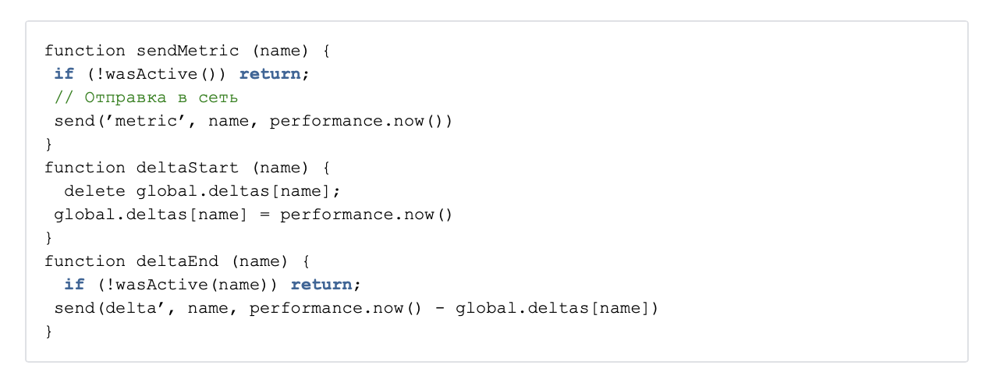 function sendMetric (name) {
if (!wasActive()) return;
// Отправка в сеть
send(’metric’, name, performance.now())
}
function deltaStart (name) {
delete global.deltas[name];
global.deltas[name] = performance.now()
}
function deltaEnd (name) {
if (!wasActive(name)) return;
send(delta’, name, performance.now() - global.deltas[name])
}